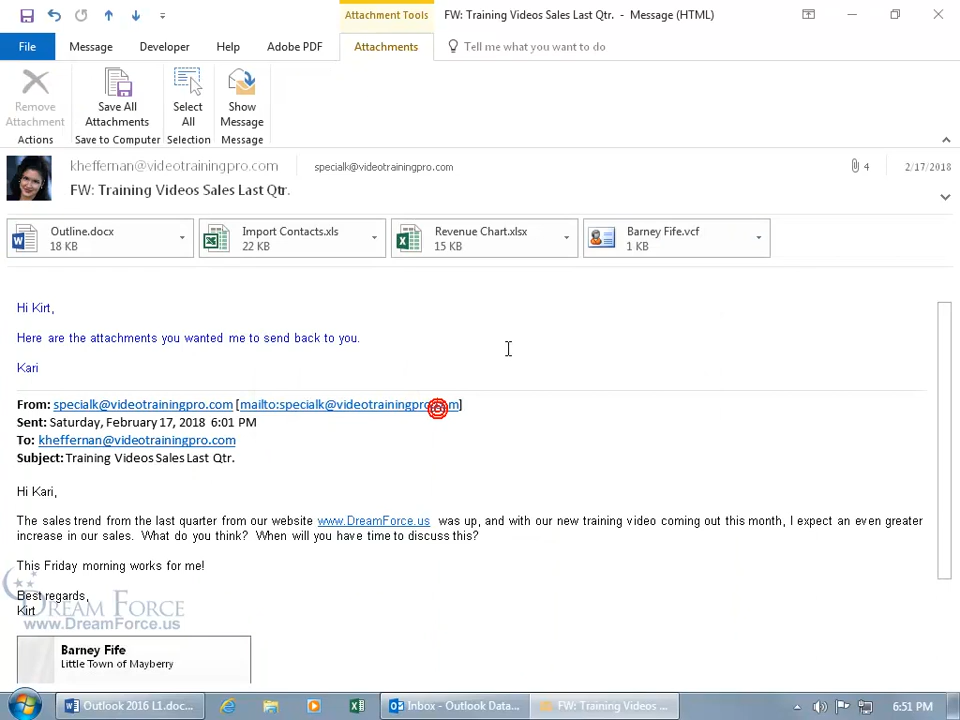 Attachment Tools
FW: Training Videos Sales Last Qtr. - Message (HTML)
File
Message
Developer
Help
Adobe PDF
Attachments
Tell me what you want to do
Remove Attachment
Save All Attachments
Select All
Show Message
Actions
Save to Computer
Selection
Message
kheffernan@videotrainingpro.com
specialk@videotrainingpro.com
4
2/17/2018
FW: Training Videos Sales Last Qtr.
Outline.docx
18 KB
Import Contacts.xls
22 KB
Revenue Chart.xlsx
15 KB
Barney Fife.vcf
1 KB
Hi Kirt,
Here are the attachments you wanted me to send back to you.
Kari
From: specialk@videotrainingpro.com [mailto:specialk@videotrainingpro.com]
Sent: Saturday, February 17, 2018 6:01 PM
To: kheffernan@videotrainingpro.com
Subject: Training Videos Sales Last Qtr.
Hi Kari,
The sales trend from the last quarter from our website www.DreamForce.us was up, and with our new training video coming out this month, I expect an even greater
increase in our sales. What do you think? When will you have time to discuss this?
This Friday morning works for me!
Best regards,
Kirt
DREAM FORCE
www.DreamForce.us
Barney Fife
Little Town of Mayberry
Outlook 2016 L1.doc...
Inbox - Outlook Data...
FW: Training Videos ...
6:51 PM